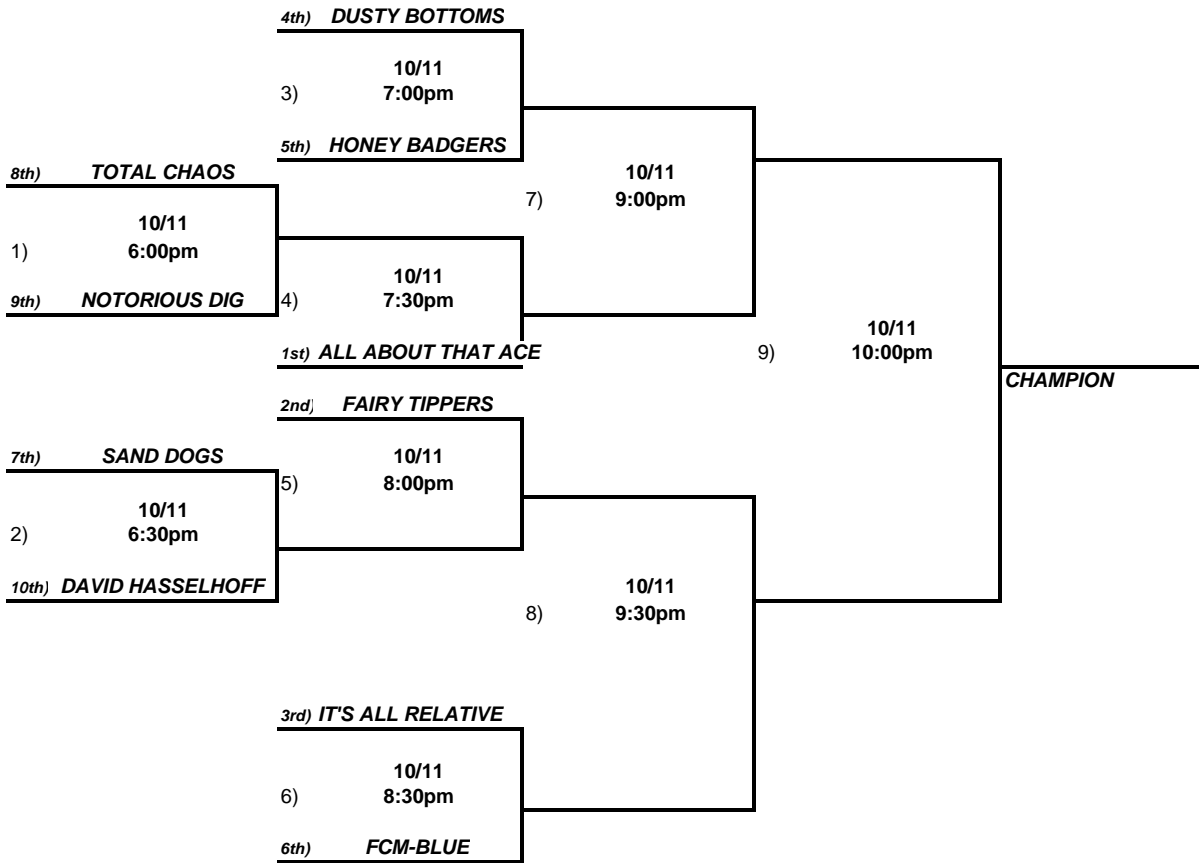 4th) DUSTY BOTTOMS
10/11
3) 7:00pm
5th) HONEY BADGERS
8th) TOTAL CHAOS
10/11
7) 9:00pm
10/11
1) 6:00pm
10/11
4) 7:30pm
9th) NOTORIOUS DIG
10/11
9) 10:00pm
1st) ALL ABOUT THAT ACE
CHAMPION
2nd) FAIRY TIPPERS
7th) SAND DOGS
10/11
5) 8:00pm
10/11
2) 6:30pm
10th) DAVID HASSELHOFF
10/11
8) 9:30pm
3rd) IT'S ALL RELATIVE
10/11
6) 8:30pm
6th) FCM-BLUE